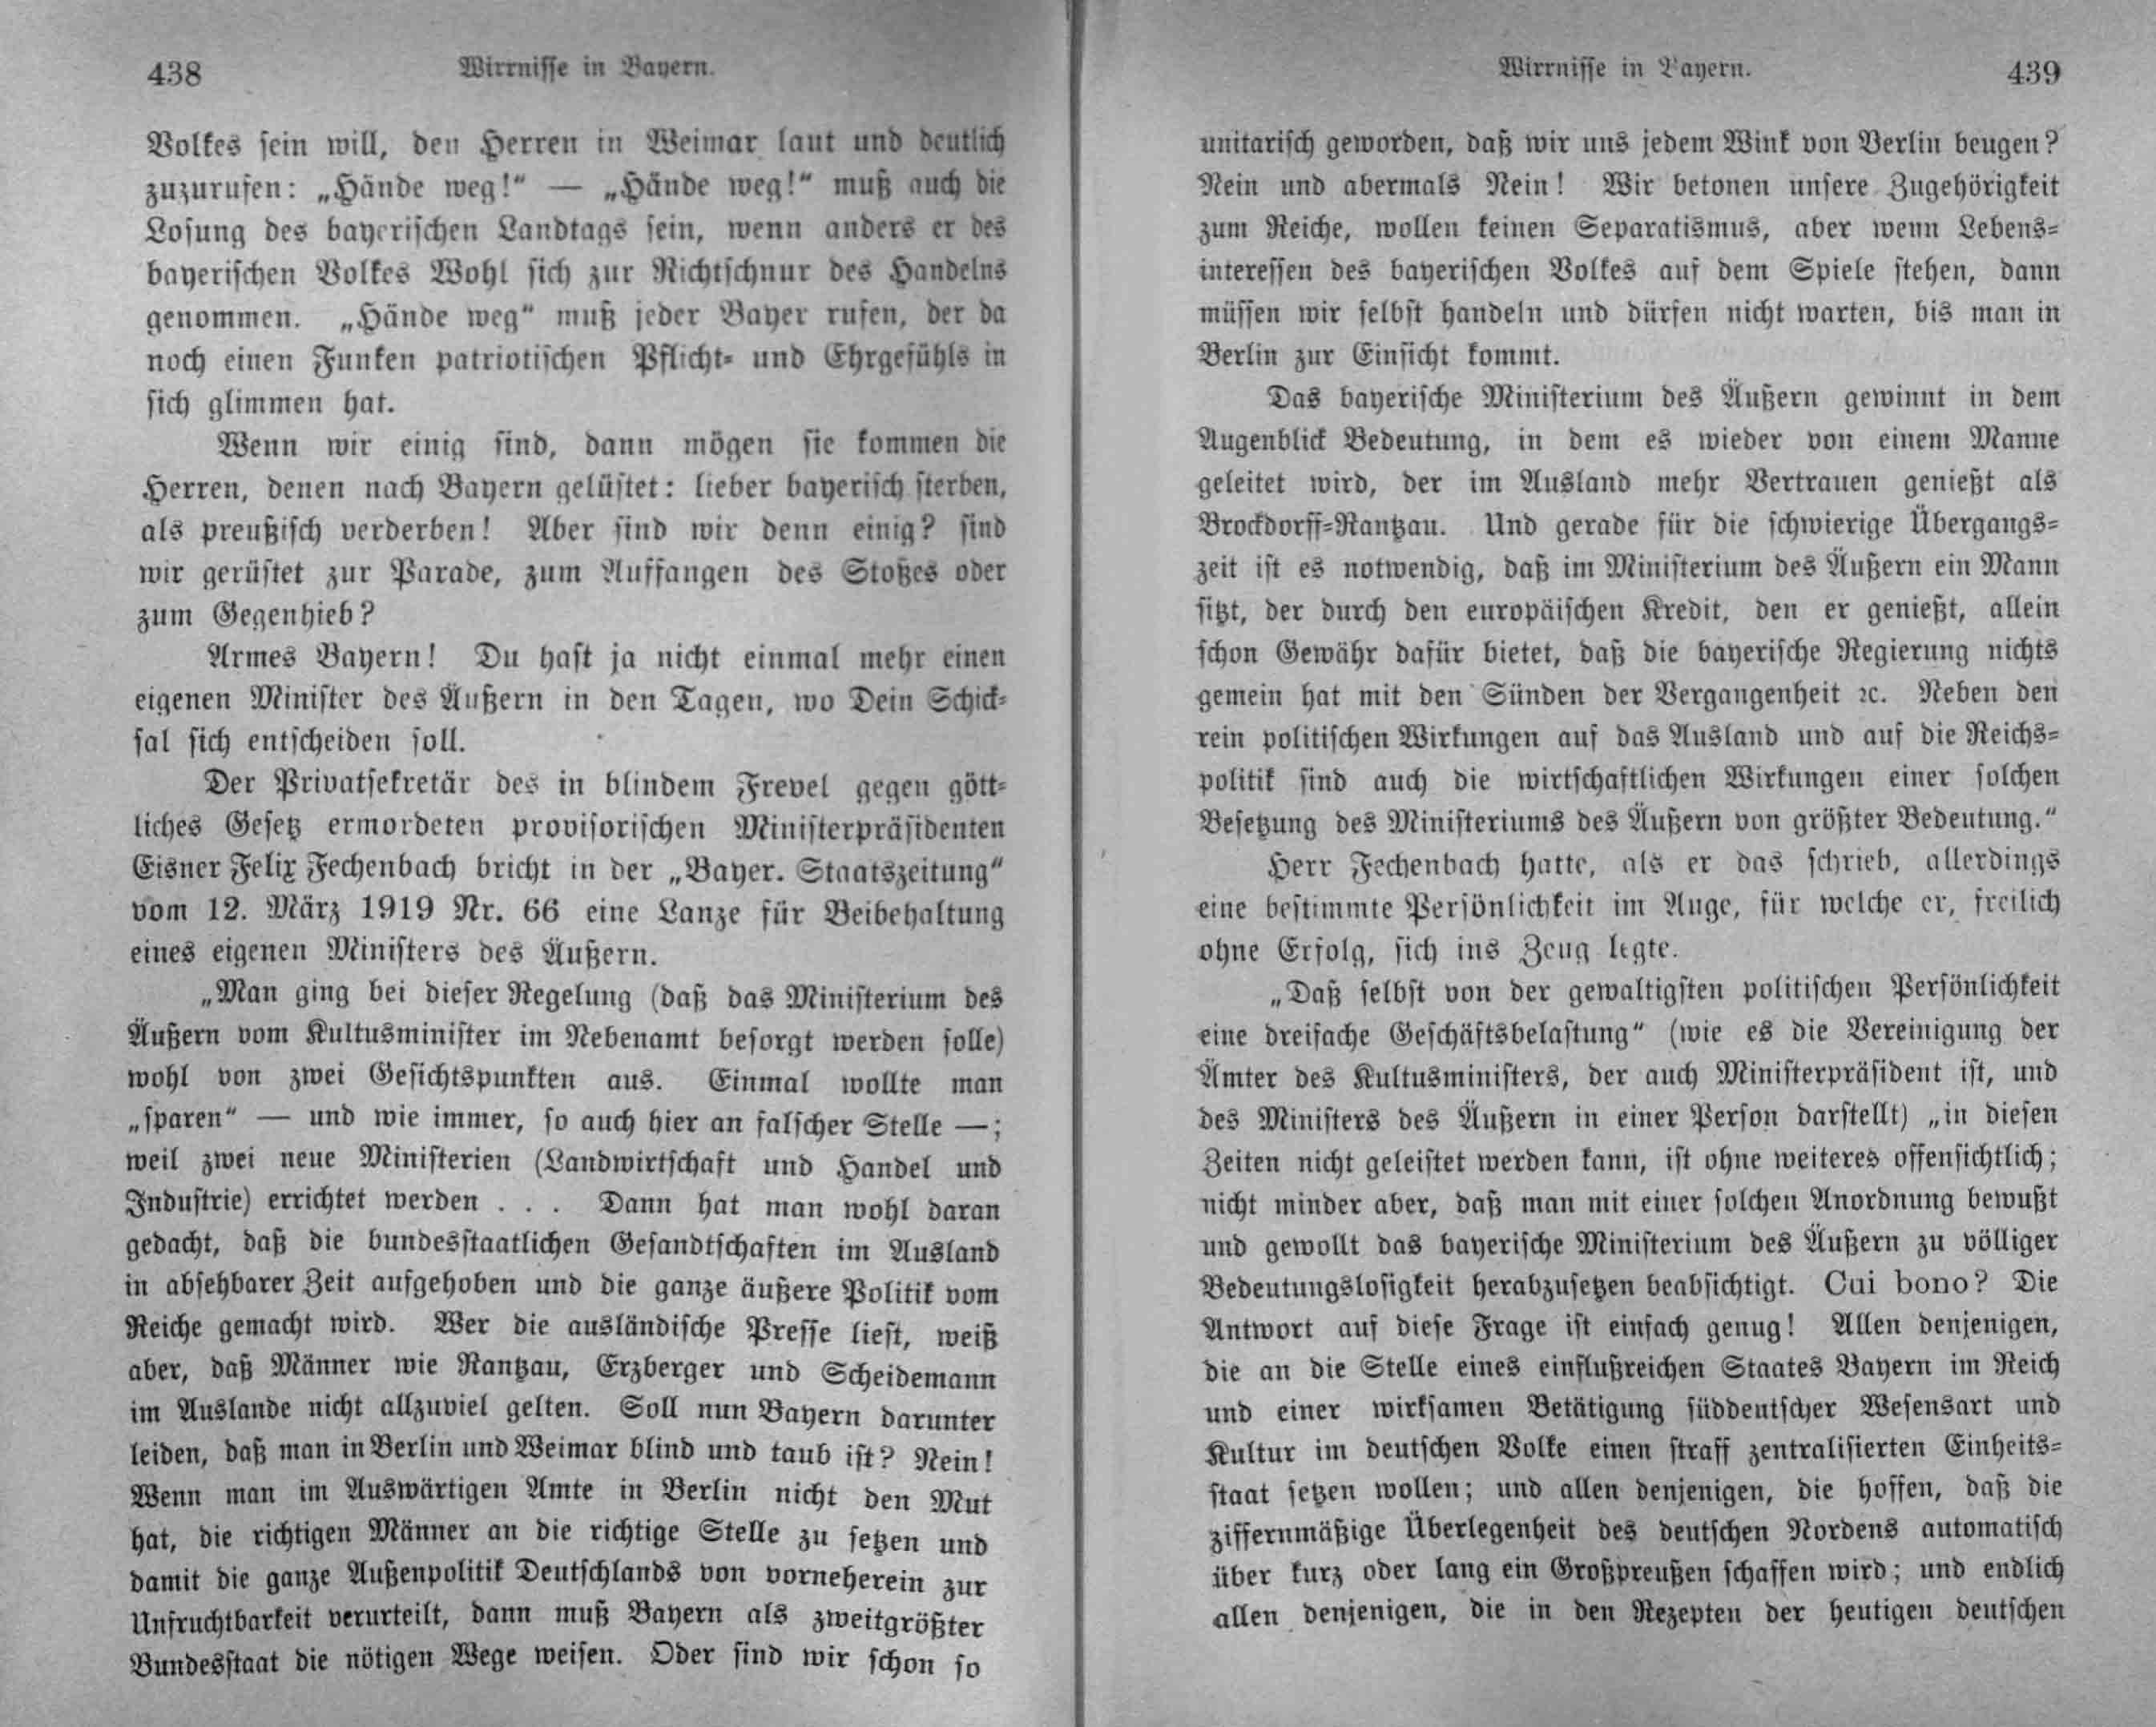 438 Wirrnisse in Bayern.
Volkes sein will, den Herren in Weimar laut und deutlich
zuzurufen: „Hände weg!“ — „Hände weg!“ muß auch die
Losung des bayerischen Landtags sein, wenn anders er des
bayerischen Volkes Wohl sich zur Richtschnur des Handelns
genommen. „Hände weg“ muß jeder Bayer rufen, der da
noch einen Funken patriotischen Pflicht- und Ehrgefühls in
sich glimmen hat.
Wenn wir einig sind, dann mögen sie kommen die
Herren, denen nach Bayern gelüstet: lieber bayerisch sterben,
als preußisch verderben! Aber sind wir denn einig? sind
wir gerüstet zur Parade, zum Auffangen des Stoßes oder
zum Gegenhieb?
Armes Bayern! Du hast ja nicht einmal mehr einen
eigenen Minister des Äußern in den Tagen, wo Dein Schick-
sal sich entscheiden soll.
Der Privatsekretär des in blindem Frevel gegen gött-
liches Gesetz ermordeten provisorischen Ministerpräsidenten
Eisner Felix Fechenbach bricht in der „Bayer. Staatszeitung“
vom 12. März 1919 Nr. 66 eine Lanze für Beibehaltung
eines eigenen Ministers des Äußern.
„Man ging bei dieser Regelung (daß das Ministerium des
Äußern vom Kultusminister im Nebenamt besorgt werden solle)
wohl von zwei Gesichtspunkten aus. Einmal wollte man
„sparen“ — und wie immer, so auch hier an falscher Stelle —;
weil zwei neue Ministerien (Landwirtschaft und Handel und
Industrie) errichtet werden . . . Dann hat man wohl daran
gedacht, daß die bundesstaatlichen Gesandtschaften im Ausland
in absehbarer Zeit aufgehoben und die ganze äußere Politik vom
Reiche gemacht wird. Wer die ausländische Presse liest, weiß
aber, daß Männer wie Rantzau, Erzberger und Scheidemann
im Auslande nicht allzuviel gelten. Soll nun Bayern darunter
leiden, daß man in Berlin und Weimar blind und taub ist? Nein!
Wenn man im Auswärtigen Amte in Berlin nicht den Mut
hat, die richtigen Männer an die richtige Stelle zu setzen und
damit die ganze Außenpolitik Deutschlands von vorneherein zur
Unfruchtbarkeit verurteilt, dann muß Bayern als zweitgrößter
Bundesstaat die nötigen Wege weisen. Oder sind wir schon so
Wirrnisse in Bayern. 439
unitarisch geworden, daß wir uns jedem Wink von Berlin beugen?
Nein und abermals Nein! Wir betonen unsere Zugehörigkeit
zum Reiche, wollen keinen Separatismus, aber wenn Lebens-
interessen des bayerischen Volkes auf dem Spiele stehen, dann
müssen wir selbst handeln und dürfen nicht warten, bis man in
Berlin zur Einsicht kommt.
Das bayerische Ministerium des Äußern gewinnt in dem
Augenblick Bedeutung, in dem es wieder von einem Manne
geleitet wird, der im Ausland mehr Vertrauen genießt als
Brockdorff-Rantzau. Und gerade für die schwierige Übergangs-
zeit ist es notwendig, daß im Ministerium des Äußern ein Mann
sitzt, der durch den europäischen Kredit, den er genießt, allein
schon Gewähr dafür bietet, daß die bayerische Regierung nichts
gemein hat mit den Sünden der Vergangenheit ꝛc. Neben den
rein politischen Wirkungen auf das Ausland und auf die Reichs-
politik sind auch die wirtschaftlichen Wirkungen einer solchen
Besetzung des Ministeriums des Äußern von größter Bedeutung.“
Herr Fechenbach hatte, als er das schrieb, allerdings
eine bestimmte Persönlichkeit im Auge, für welche er, freilich
ohne Erfolg, sich ins Zeug legte.
„Daß selbst von der gewaltigsten politischen Persönlichkeit
eine dreifache Geschäftsbelastung“ (wie es die Vereinigung der
Ämter des Kultusministers, der auch Ministerpräsident ist, und
des Ministers des Äußern in einer Person darstellt) „in diesen
Zeiten nicht geleistet werden kann, ist ohne weiteres offensichtlich;
nicht minder aber, daß man mit einer solchen Anordnung bewußt
und gewollt das bayerische Ministerium des Äußern zu völliger
Bedeutungslosigkeit herabzusetzen beabsichtigt. Cui bono? Die
Antwort auf diese Frage ist einfach genug! Allen denjenigen,
die an die Stelle eines einflußreichen Staates Bayern im Reich
und einer wirksamen Betätigung süddeutscher Wesensart und
Kultur im deutschen Volke einen straff zentralisierten Einheits-
staat setzen wollen; und allen denjenigen, die hoffen, daß die
ziffernmäßige Überlegenheit des deutschen Nordens automatisch
über kurz oder lang ein Großpreußen schaffen wird; und endlich
allen denjenigen, die in den Rezepten der heutigen deutschen